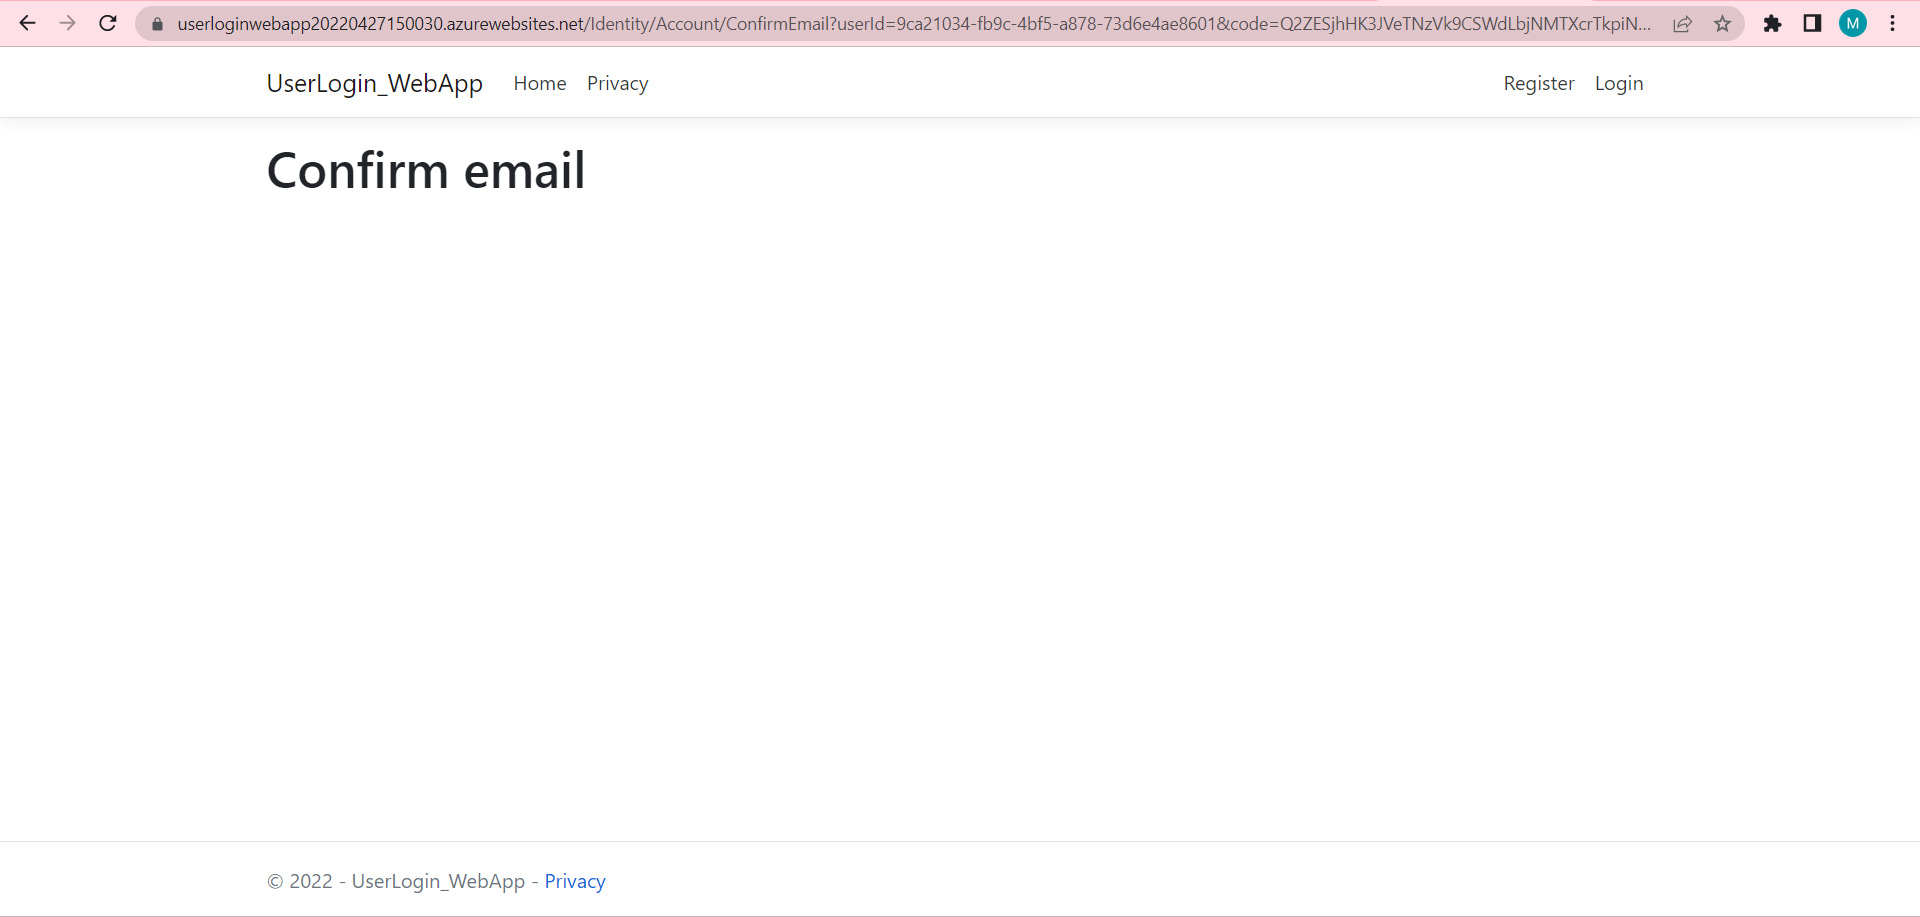 userloginwebapp20220427150030.azurewebsites.net/Identity/Account/ConfirmEmail?userId=9ca21034-fb9c-4bf5-a878-73d6e4ae8601&code=Q2ZESjhHK3JVeTNzVk9CSWdLbjNMTXcrTkpiN...
M
UserLogin_WebApp Home Privacy Register Login
Confirm email
© 2022 - UserLogin_WebApp - Privacy